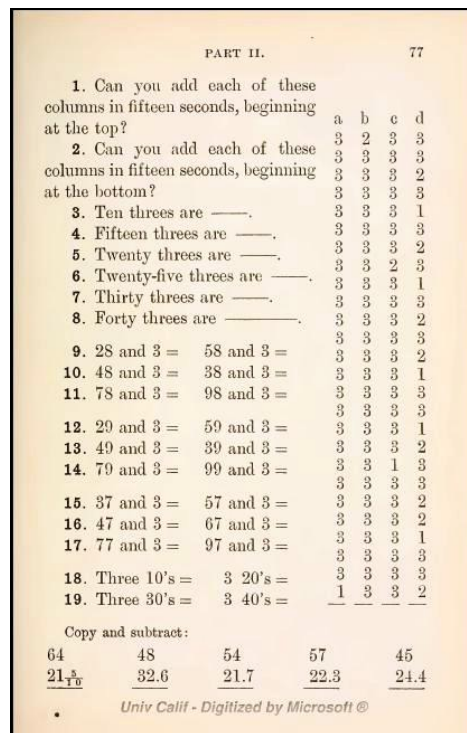 PART II. 77
1. Can you add each of these
columns in fifteen seconds, beginning
at the top?
2. Can you add each of these
columns in fifteen seconds, beginning
at the bottom?
3. Ten threes are ——.
4. Fifteen threes are ——.
5. Twenty threes are ——.
6. Twenty-five threes are ——.
7. Thirty threes are ——.
8. Forty threes are ———.
9. 28 and 3 = 58 and 3 =
10. 48 and 3 = 38 and 3 =
11. 78 and 3 = 98 and 3 =
12. 29 and 3 = 59 and 3 =
13. 49 and 3 = 39 and 3 =
14. 79 and 3 = 99 and 3 =
15. 37 and 3 = 57 and 3 =
16. 47 and 3 = 67 and 3 =
17. 77 and 3 = 97 and 3 =
18. Three 10's = 3 20's =
19. Three 30's = 3 40's =
a b c d
3 2 3 3
3 3 3 3
3 3 3 2
3 3 3 3
3 3 3 1
3 3 3 3
3 3 3 2
3 3 2 3
3 3 3 1
3 3 3 3
3 3 3 2
3 3 3 3
3 3 3 2
3 3 3 1
3 3 3 3
3 3 3 3
3 3 3 1
3 3 3 2
3 3 1 3
3 3 3 3
3 3 3 2
3 3 3 2
3 3 3 1
3 3 3 3
3 3 3 3
1 3 3 2
Copy and subtract:
64 48 54 57 45
21 5/10 32.6 21.7 22.3 24.4
Univ Calif - Digitized by Microsoft ®